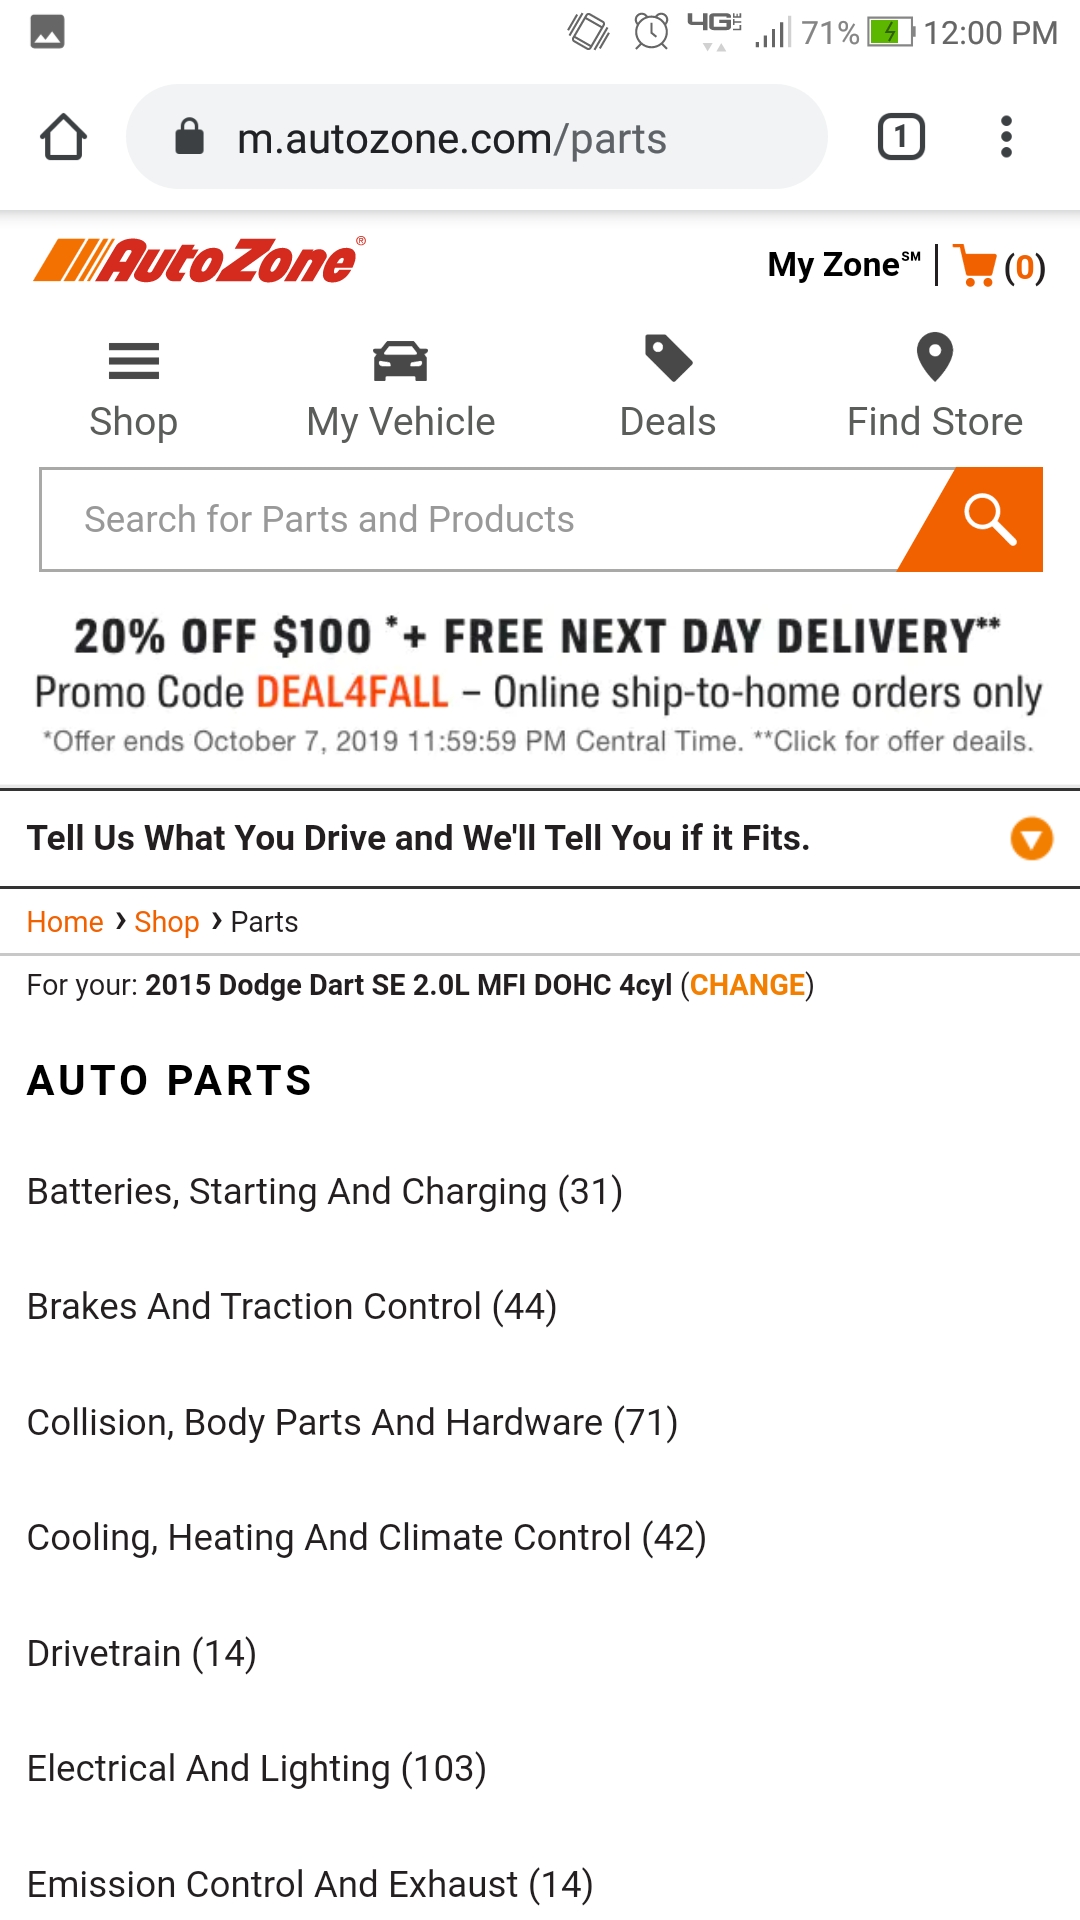 4G LTE 71% 12:00 PM
m.autozone.com/parts 1
AutoZone® My Zone℠ (0)
Shop My Vehicle Deals Find Store
Search for Parts and Products
20% OFF $100 *+ FREE NEXT DAY DELIVERY**
Promo Code DEAL4FALL – Online ship-to-home orders only
*Offer ends October 7, 2019 11:59:59 PM Central Time. **Click for offer deails.
Tell Us What You Drive and We'll Tell You if it Fits.
Home › Shop › Parts
For your: 2015 Dodge Dart SE 2.0L MFI DOHC 4cyl (CHANGE)
AUTO PARTS
Batteries, Starting And Charging (31)
Brakes And Traction Control (44)
Collision, Body Parts And Hardware (71)
Cooling, Heating And Climate Control (42)
Drivetrain (14)
Electrical And Lighting (103)
Emission Control And Exhaust (14)